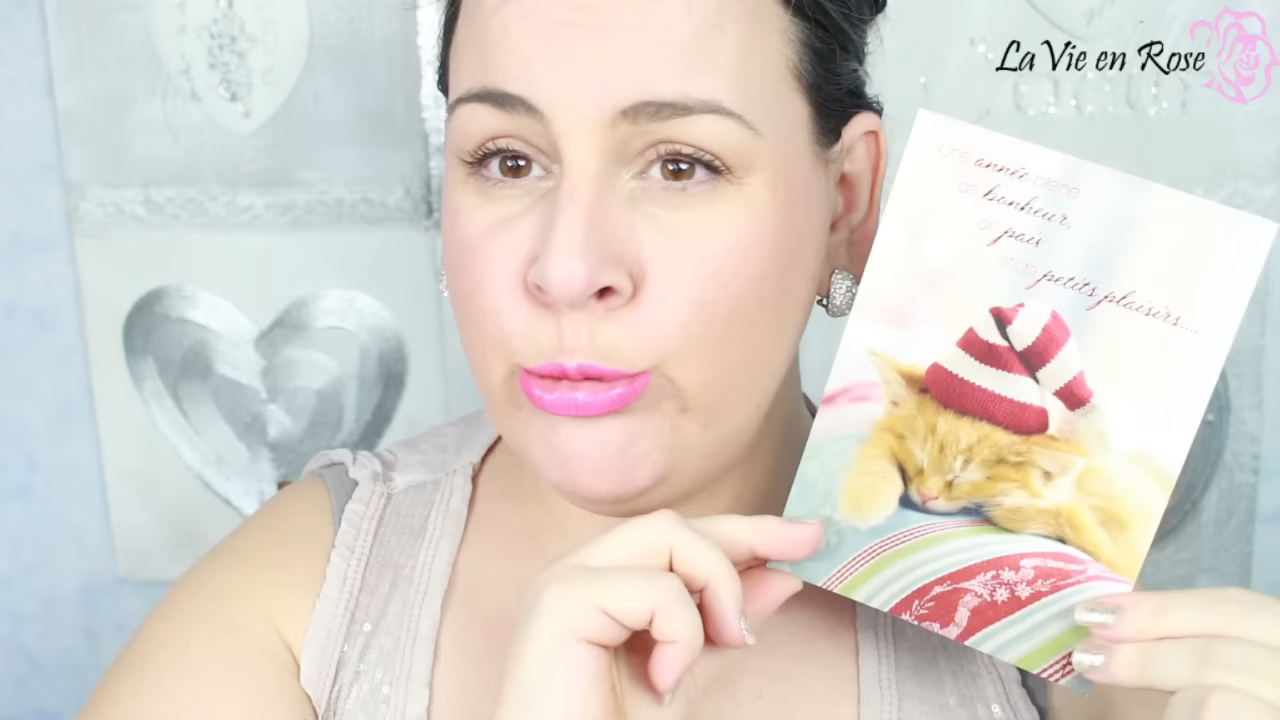 La Vie en Rose
Une année pleine
de bonheur,
de paix
et de petits plaisirs....